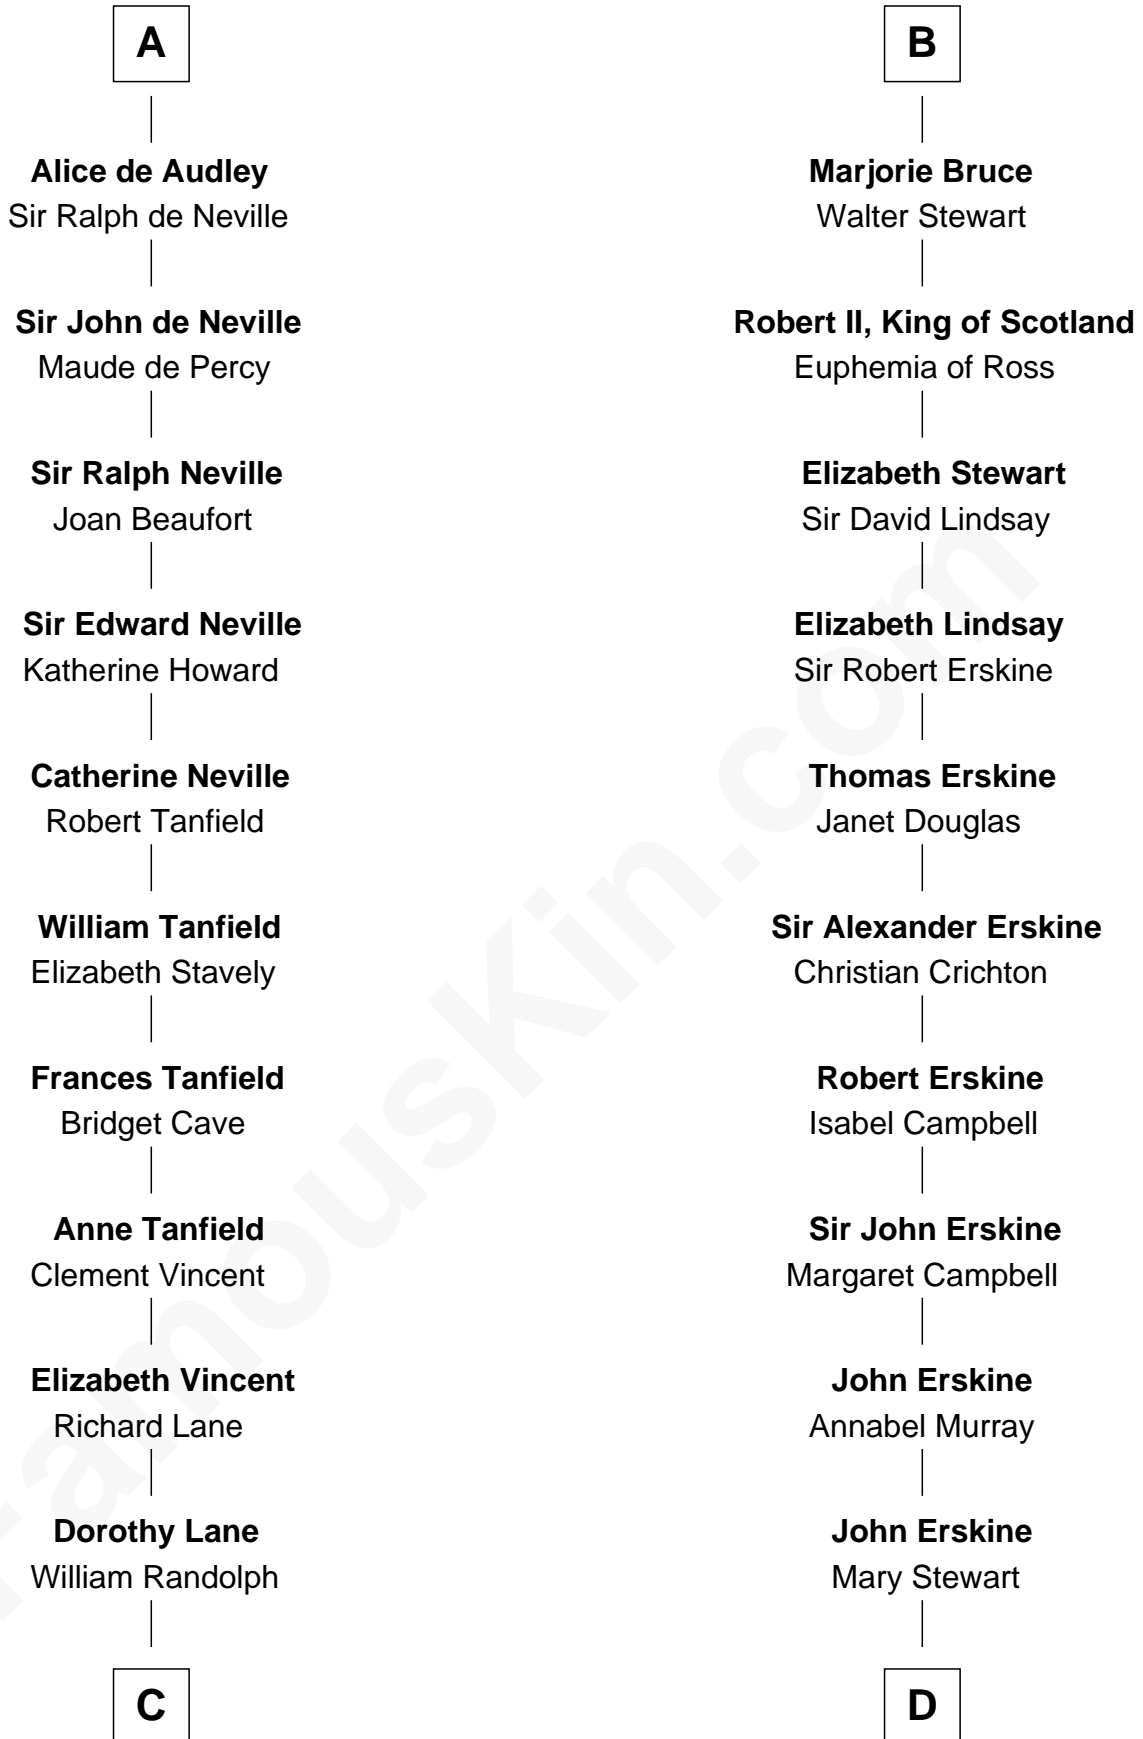 A
Alice de Audley
Sir Ralph de Neville
Sir John de Neville
Maude de Percy
Sir Ralph Neville
Joan Beaufort
Sir Edward Neville
Katherine Howard
Catherine Neville
Robert Tanfield
William Tanfield
Elizabeth Stavely
Frances Tanfield
Bridget Cave
Anne Tanfield
Clement Vincent
Elizabeth Vincent
Richard Lane
Dorothy Lane
William Randolph
C
B
Marjorie Bruce
Walter Stewart
Robert II, King of Scotland
Euphemia of Ross
Elizabeth Stewart
Sir David Lindsay
Elizabeth Lindsay
Sir Robert Erskine
Thomas Erskine
Janet Douglas
Sir Alexander Erskine
Christian Crichton
Robert Erskine
Isabel Campbell
Sir John Erskine
Margaret Campbell
John Erskine
Annabel Murray
John Erskine
Mary Stewart
D
FamousKin.com